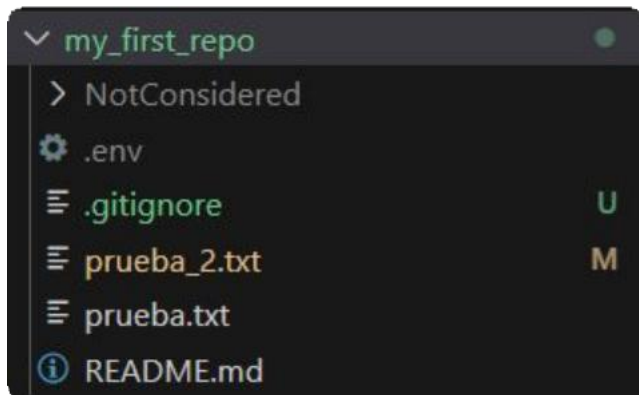 my_first_repo
NotConsidered
.env
.gitignore U
prueba_2.txt M
prueba.txt
README.md